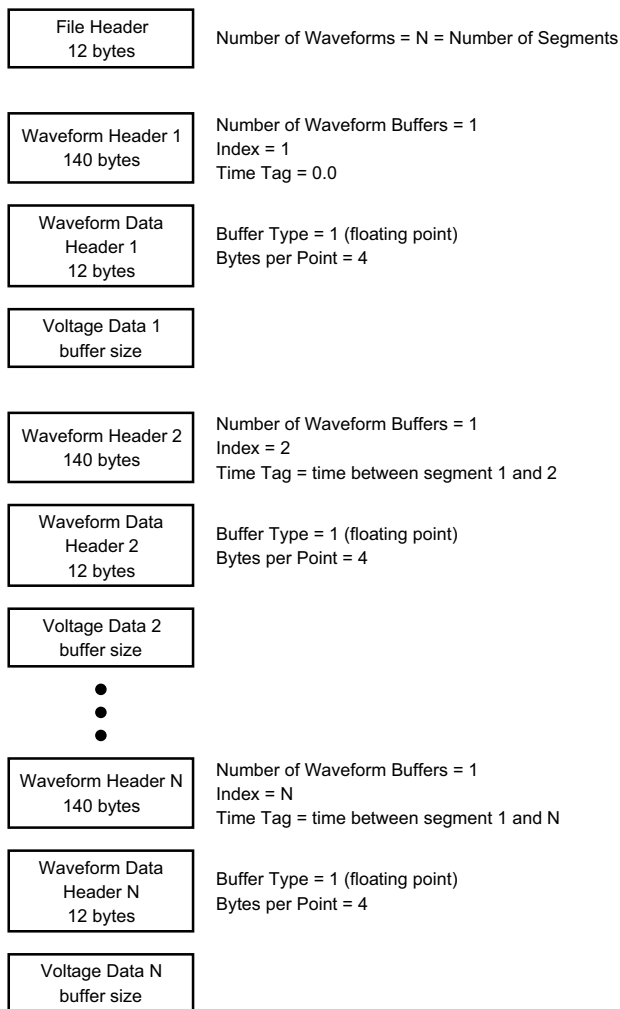 File Header
12 bytes
Number of Waveforms = N = Number of Segments
Waveform Header 1
140 bytes
Number of Waveform Buffers = 1
Index = 1
Time Tag = 0.0
Waveform Data
Header 1
12 bytes
Buffer Type = 1 (floating point)
Bytes per Point = 4
Voltage Data 1
buffer size
Waveform Header 2
140 bytes
Number of Waveform Buffers = 1
Index = 2
Time Tag = time between segment 1 and 2
Waveform Data
Header 2
12 bytes
Buffer Type = 1 (floating point)
Bytes per Point = 4
Voltage Data 2
buffer size
Waveform Header N
140 bytes
Number of Waveform Buffers = 1
Index = N
Time Tag = time between segment 1 and N
Waveform Data
Header N
12 bytes
Buffer Type = 1 (floating point)
Bytes per Point = 4
Voltage Data N
buffer size